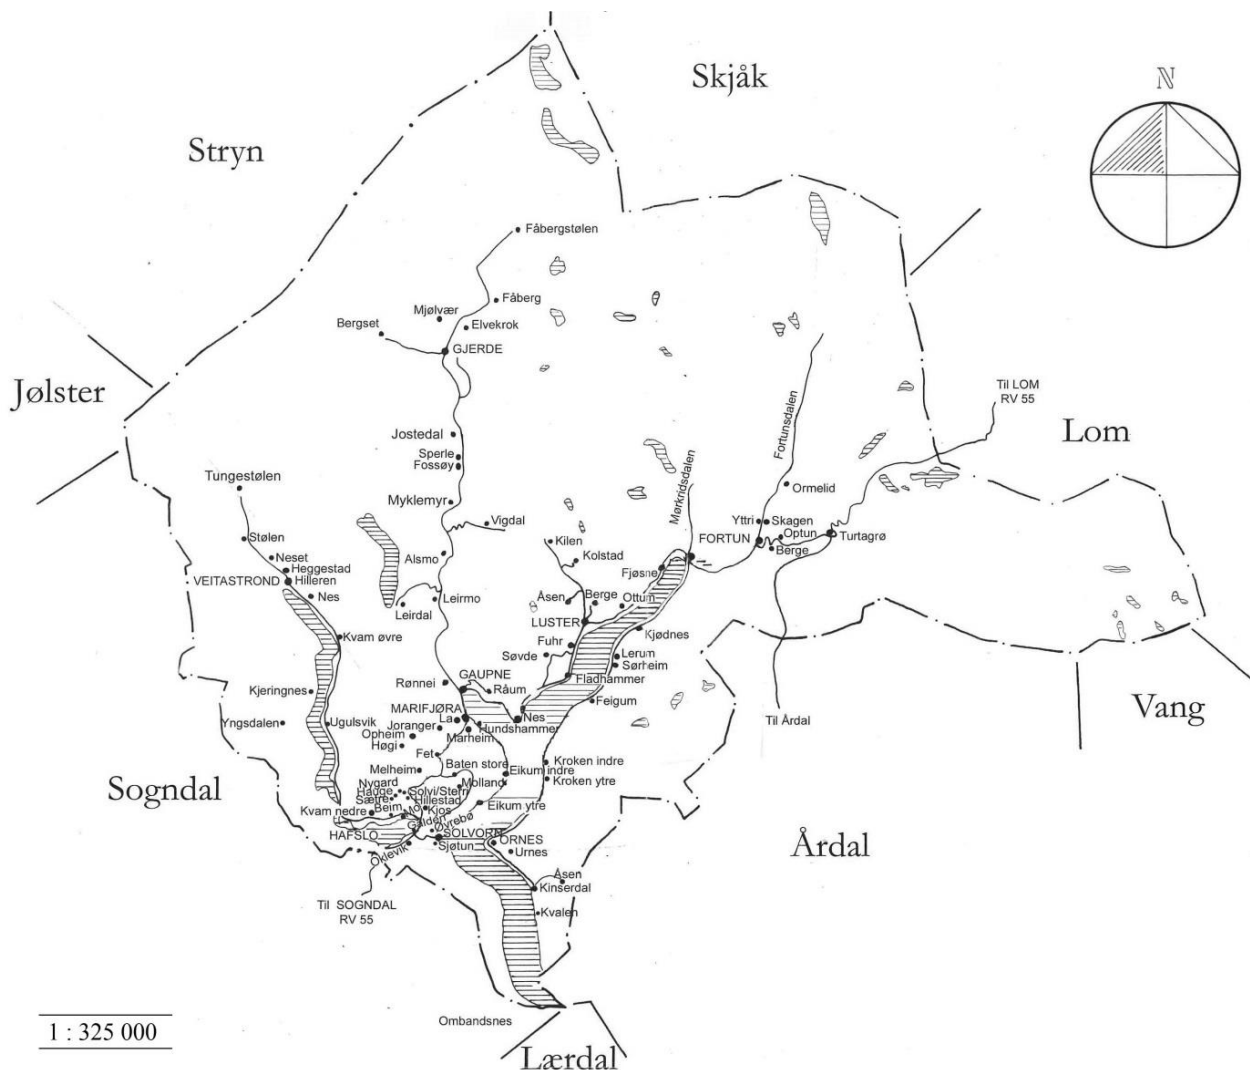 Skjåk
N
Stryn
Fåbergstølen
Fåberg
Mjølvær
Elvekrok
Bergset
GJERDE
Jølster
Til LOM
RV 55
Lom
Fortunsdalen
Mørkridsdalen
Jostedal
Sperle
Fossøy
Tungestølen
Ormelid
Myklemyr
Vigdal
Yttri
Skagen
Optun
Turtagrø
FORTUN
Berge
Stølen
Kilen
Kolstad
Neset
Heggestad
VEITASTROND
Hilleren
Nes
Alsmo
Fjøsne
Leirmo
Leirdal
Åsen
Berge
Ottum
LUSTER
Kjødnes
Kvam øvre
Fuhr
Søvde
Lerum
Sørheim
Fladhammer
GAUPNE
Rønnei
Råum
Kjeringnes
Feigum
Vang
MARIFJØRA
La
Nes
Til Årdal
Yngsdalen
Ugulsvik
Joranger
Hundshammer
Opheim
Marheim
Høgi
Fet
Baten store
Kroken indre
Eikum indre
Melheim
Kroken ytre
Sogndal
Nygard
Molland
Hauge
Solvi/Stern
Sætre
Hillestad
Eikum ytre
Kvam nedre
Beim
Mo
Kjos
Galden
Øyrebø
HAFSLO
SOLVORN
ORNES
Årdal
Oklevik
Sjøtun
Urnes
Åsen
Kinserdal
Til SOGNDAL
RV 55
Kvalen
1 : 325 000
Ombandsnes
Lærdal